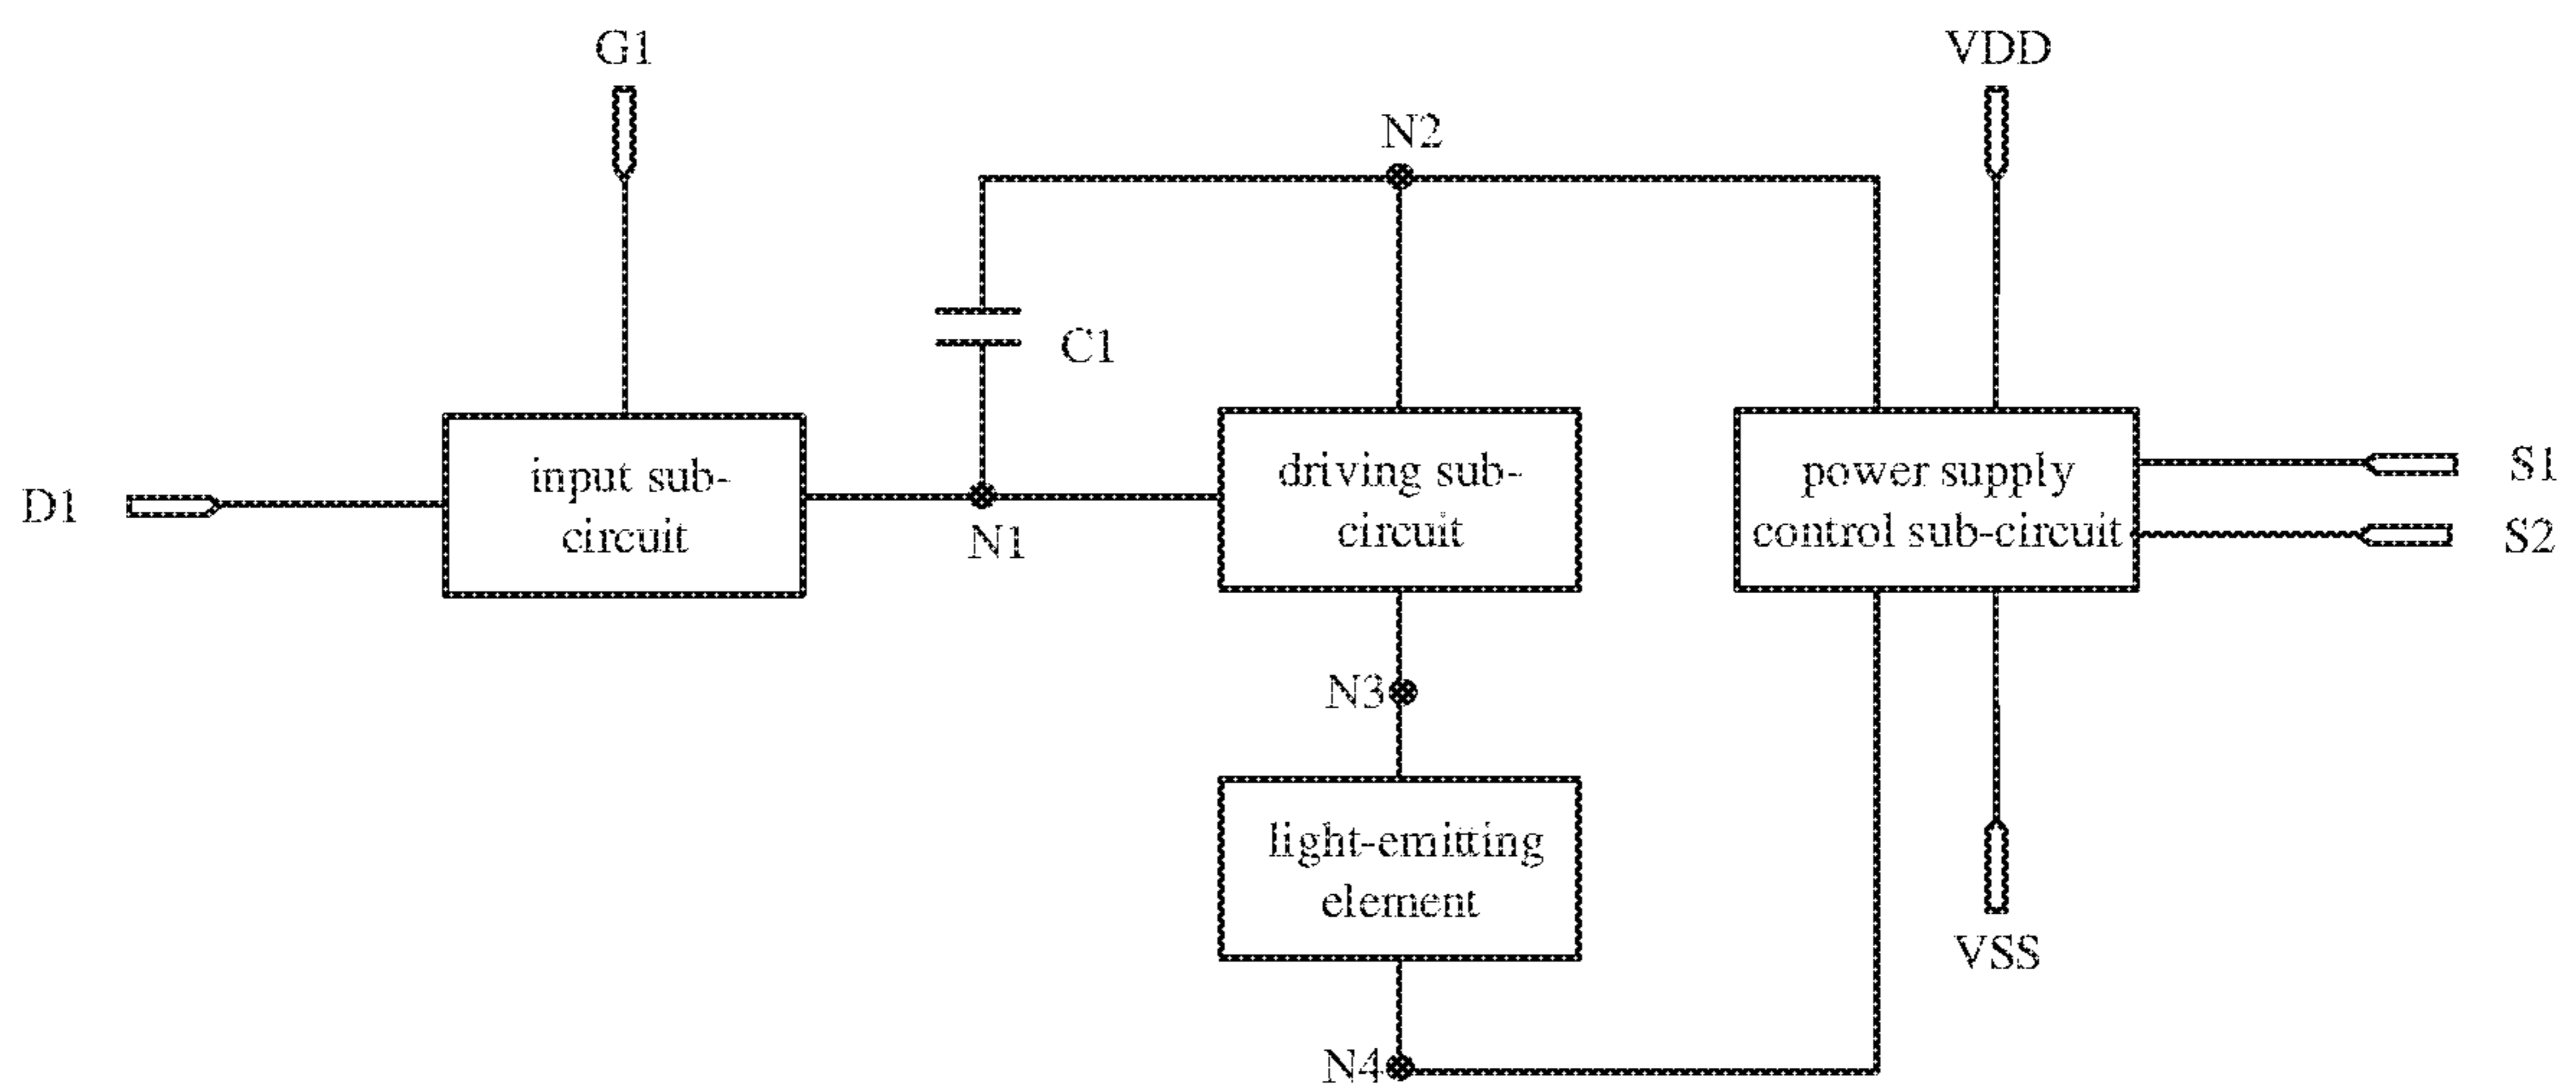 G1
VDD
N2
C1
input sub-
circuit
driving sub-
circuit
power supply
control sub-circuit
S1
S2
D1
N1
N3
light-emitting
element
VSS
N4